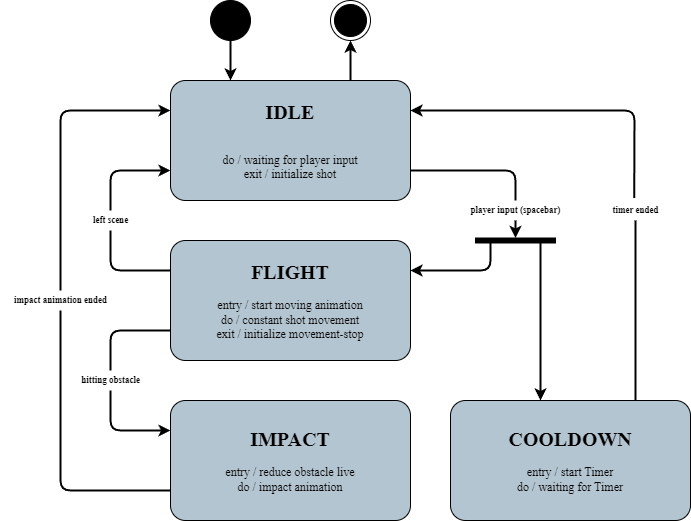 IDLE
do / waiting for player input
exit / initialize shot
player input (spacebar)
timer ended
left scene
FLIGHT
entry / start moving animation
do / constant shot movement
exit / initialize movement-stop
impact animation ended
hitting obstacle
IMPACT
entry / reduce obstacle live
do / impact animation
COOLDOWN
entry / start Timer
do / waiting for Timer